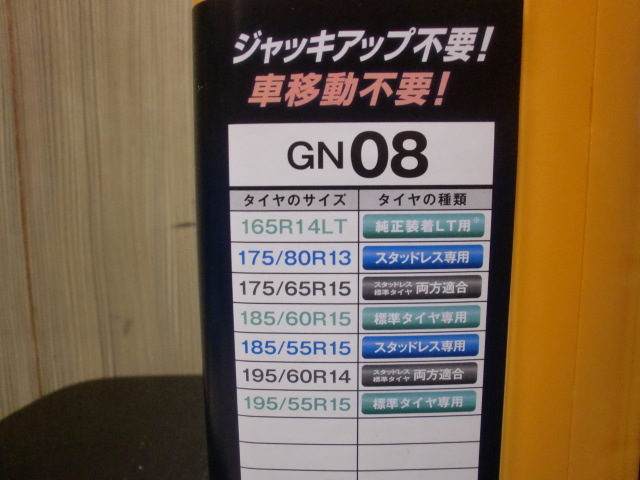 ジャッキアップ不要!
車移動不要!
GN08
タイヤのサイズ タイヤの種類
165R14LT 純正装着LT用※
175/80R13 スタッドレス専用
175/65R15 スタッドレス 標準タイヤ 両方適合
185/60R15 標準タイヤ専用
185/55R15 スタッドレス専用
195/60R14 スタッドレス 標準タイヤ 両方適合
195/55R15 標準タイヤ専用